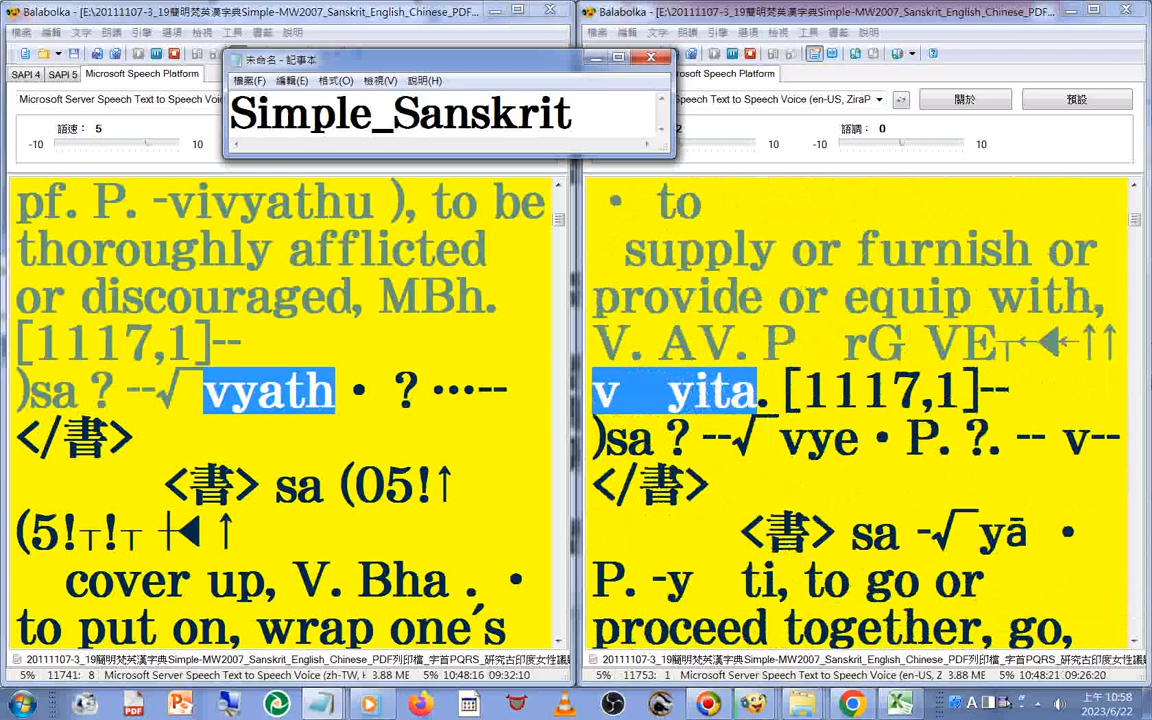 Balabolka - [E:\20111107-3_19簡明梵英漢字典Simple-MW2007_Sanskrit_English_Chinese_PDF...
Balabolka - [E:\20111107-3_19簡明梵英漢字典Simple-MW2007_Sanskrit_English_Chinese_PDF...
檔案 編輯 文字 朗讀 引擎 選項 檢視 工具 書籤 說明
未命名 - 記事本
檔案(F) 編輯(E) 格式(O) 檢視(V) 說明(H)
Simple_Sanskrit
SAPI 4 SAPI 5 Microsoft Speech Platform
Speech Platform
Microsoft Server Speech Text to Speech Voi
Speech Text to Speech Voice (en-US, ZiraP
關於 預設
語速： 5
-10 10
2
語調： 0
10 -10 10
pf. P. -vivyathu ), to be
thoroughly afflicted
or discouraged, MBh.
[1117,1]--
)sa ? --√ vyath • ? •••--
</書>
<書> sa (05!↑
(5!┬!┬ ┼◀ ↑
cover up, V. Bha . •
to put on, wrap one′s
• to
supply or furnish or
provide or equip with,
V. AV. P rG VE┬←◀←↑↑
v yita. [1117,1]--
)sa ? --√ vye • P. ?. -- v--
</書>
<書> sa -√ yā •
P. -y ti, to go or
proceed together, go,
20111107-3_19簡明梵英漢字典Simple-MW2007_Sanskrit_English_Chinese_PDF列印檔_字首PQRS_研究古印度女性議
20111107-3_19簡明梵英漢字典Simple-MW2007_Sanskrit_English_Chinese_PDF列印檔_字首PQRS_研究古印度女性議
5% 11741: 8 Microsoft Server Speech Text to Speech Voice (zh-TW, H 3.88 MB 10:48:16 09:32:10
5% 11753: 1 Microsoft Server Speech Text to Speech Voice (en-US, Z 3.88 MB 10:48:21 09:26:20
上午 10:58
2023/6/22